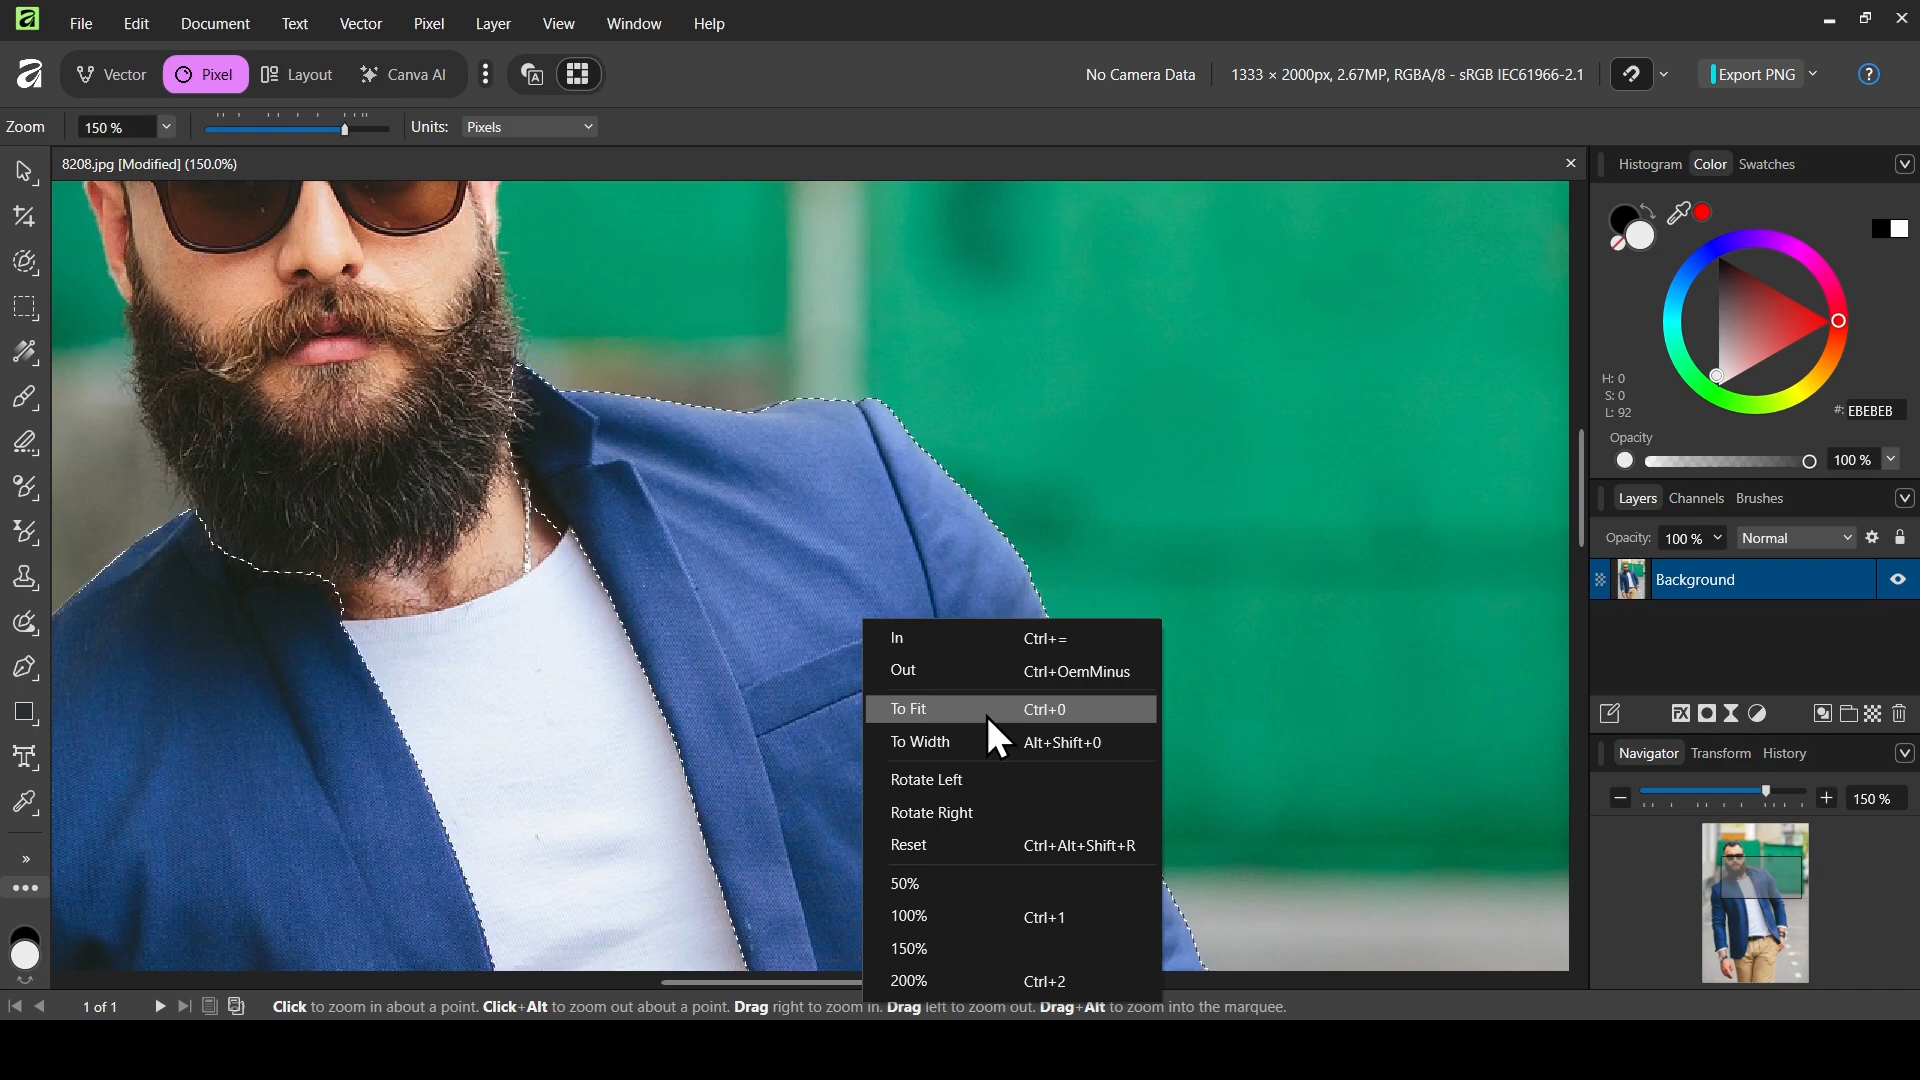 File Edit Document Text Vector Pixel Layer View Window Help
Vector Pixel Layout Canva AI No Camera Data 1333 × 2000px, 2.67MP, RGBA/8 - sRGB IEC61966-2.1 Export PNG ?
Zoom 150 % Units: Pixels
8208.jpg [Modified] (150.0%)
Histogram Color Swatches
H: 0
S: 0
L: 92
#: EBEBEB
Opacity
100 %
Layers Channels Brushes
Opacity: 100 % Normal
Background
In Ctrl+=
Out Ctrl+OemMinus
To Fit Ctrl+0
To Width Alt+Shift+0
Rotate Left
Rotate Right
Reset Ctrl+Alt+Shift+R
50%
100% Ctrl+1
150%
200% Ctrl+2
FX
Navigator Transform History
150 %
1 of 1 Click to zoom in about a point. Click+Alt to zoom out about a point. Drag right to zoom in. Drag left to zoom out. Drag+Alt to zoom into the marquee.